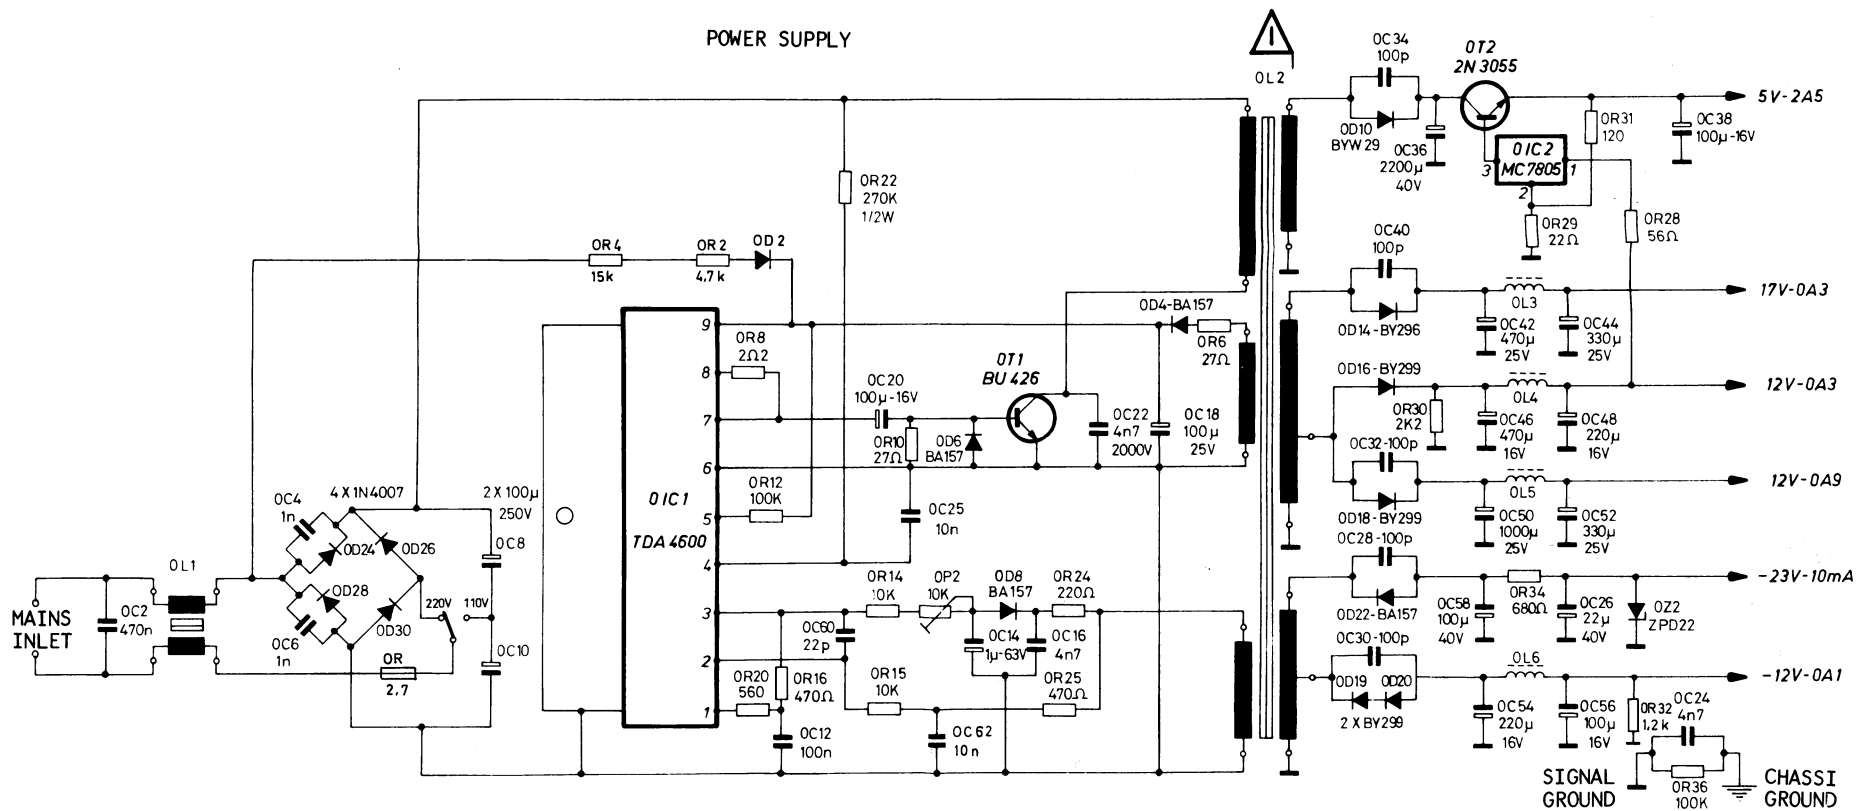 POWER SUPPLY
0L2
0C34
100p
0D10
BYW29
0C36
2200µ
40V
0T2
2N 3055
0IC2
MC7805
3
1
2
0R31
120
0C38
100µ-16V
5V-2A5
0R29
22Ω
0R28
56Ω
0R22
270K
1/2W
0R4
15k
0R2
4.7k
0D2
0C40
100p
0D14-BY296
0L3
0C42
470µ
25V
0C44
330µ
25V
17V-0A3
0D4-BA157
0R6
27Ω
9
0R8
2Ω2
8
7
6
5
4
3
2
1
0IC1
TDA4600
0C20
100µ-16V
0T1
BU 426
0R10
27Ω
0D6
BA157
0C22
4n7
2000V
0C18
100µ
25V
0R12
100K
0C25
10n
0D16-BY299
0R30
2K2
0L4
0C46
470µ
16V
0C48
220µ
16V
12V-0A3
0C32-100p
0D18-BY299
0L5
0C50
1000µ
25V
0C52
330µ
25V
12V-0A9
0C28-100p
0D22-BA157
0C58
100µ
40V
0R34
680Ω
0C26
22µ
40V
0Z2
ZPD22
-23V-10mA
0C30-100p
0D19
0D20
2 X BY299
0L6
0C54
220µ
16V
0C56
100µ
16V
0R32
1,2k
0C24
4n7
-12V-0A1
0R36
100K
SIGNAL
GROUND
CHASSI
GROUND
MAINS
INLET
0C2
470n
0L1
0C4
1n
4X1N4007
0D24
0D26
0D28
0D30
0C6
1n
2X100µ
250V
0C8
0C10
220V
110V
0R
2.7
0R14
10K
0P2
10K
0D8
BA157
0R24
220Ω
0C60
22p
0C14
1µ-63V
0C16
4n7
0R20
560
0R16
470Ω
0R15
10K
0R25
470Ω
0C12
100n
0C62
10n